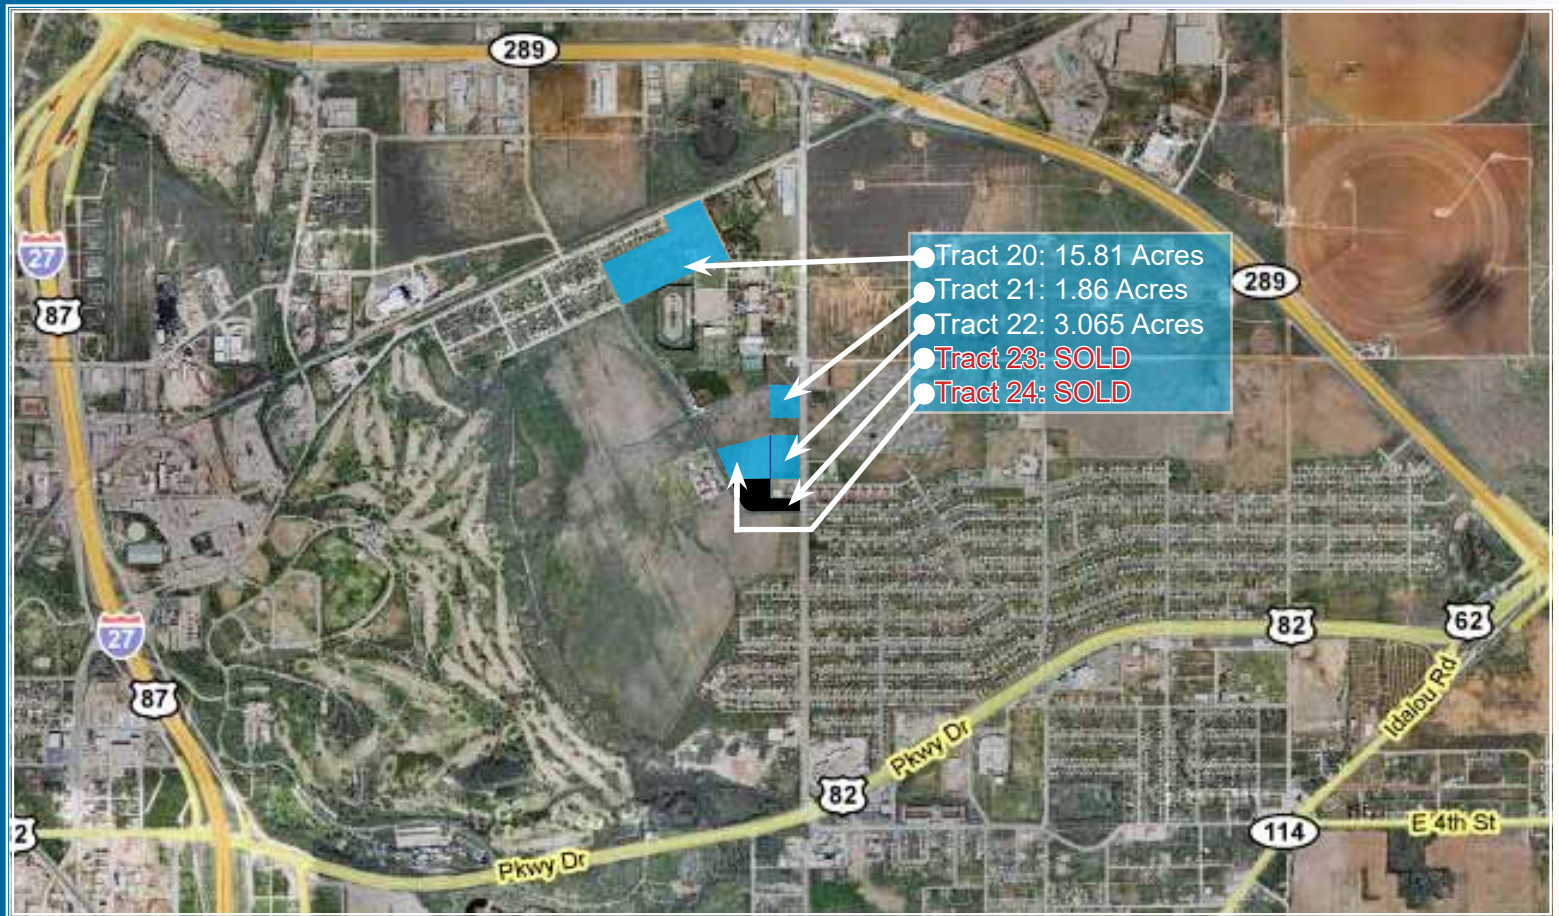 289
27
87
Tract 20: 15.81 Acres
Tract 21: 1.86 Acres
Tract 22: 3.065 Acres
Tract 23: SOLD
Tract 24: SOLD
289
27
87
82
62
Idalou Rd
Pkwy Dr
82
2
114
E 4th St
Pkwy Dr